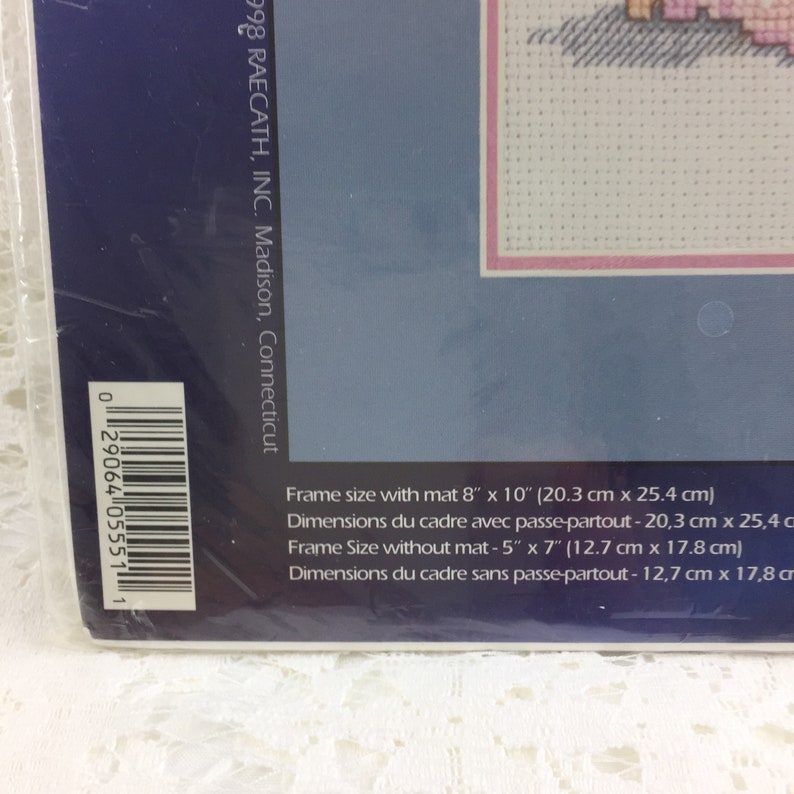 998 RAECATH, INC. Madison, Connecticut
0 29064 05551 1
Frame size with mat 8" x 10" (20.3 cm x 25.4 cm)
Dimensions du cadre avec passe-partout - 20,3 cm x 25,4 c
Frame Size without mat - 5" x 7" (12.7 cm x 17.8 cm)
Dimensions du cadre sans passe-partout - 12,7 cm x 17,8 c